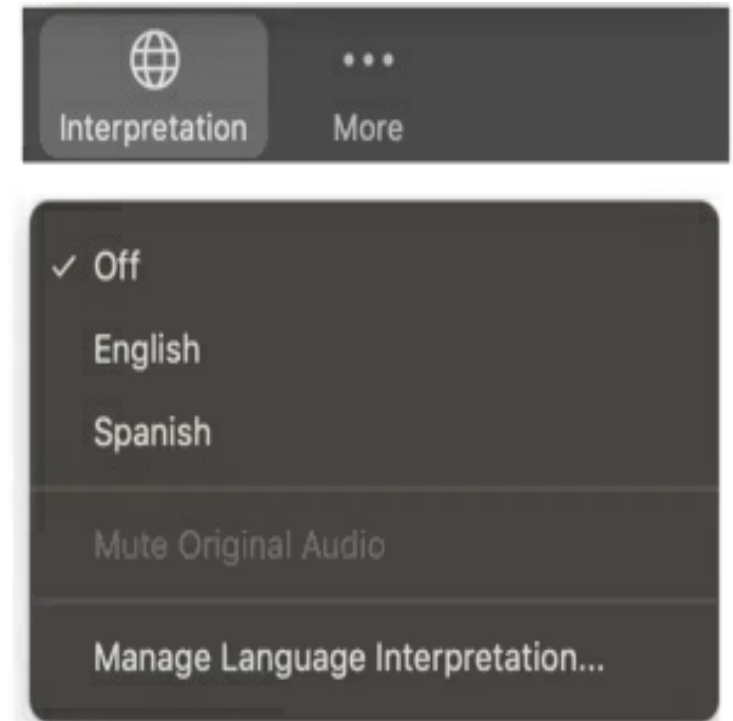 Interpretation
More
Off
English
Spanish
Mute Original Audio
Manage Language Interpretation...